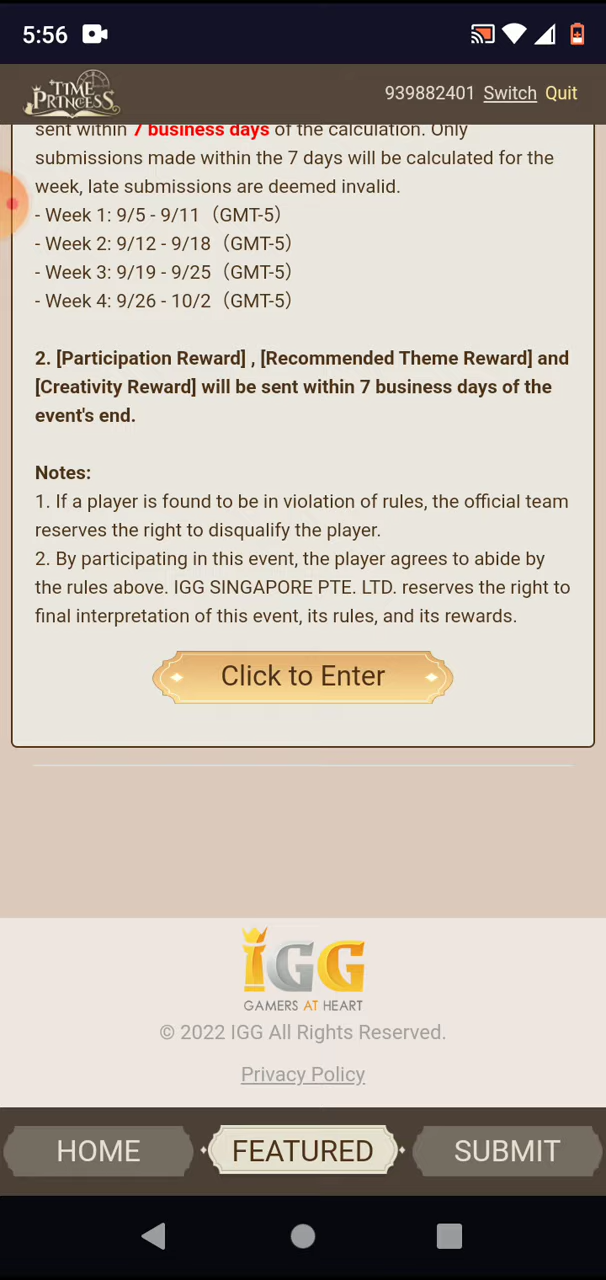 5:56
TIME PRINCESS
939882401 Switch Quit
sent within 7 business days of the calculation. Only
submissions made within the 7 days will be calculated for the
week, late submissions are deemed invalid.
- Week 1: 9/5 - 9/11（GMT-5）
- Week 2: 9/12 - 9/18（GMT-5）
- Week 3: 9/19 - 9/25（GMT-5）
- Week 4: 9/26 - 10/2（GMT-5）
2. [Participation Reward] , [Recommended Theme Reward] and
[Creativity Reward] will be sent within 7 business days of the
event's end.
Notes:
1. If a player is found to be in violation of rules, the official team
reserves the right to disqualify the player.
2. By participating in this event, the player agrees to abide by
the rules above. IGG SINGAPORE PTE. LTD. reserves the right to
final interpretation of this event, its rules, and its rewards.
Click to Enter
IGG
GAMERS AT HEART
© 2022 IGG All Rights Reserved.
Privacy Policy
HOME FEATURED SUBMIT